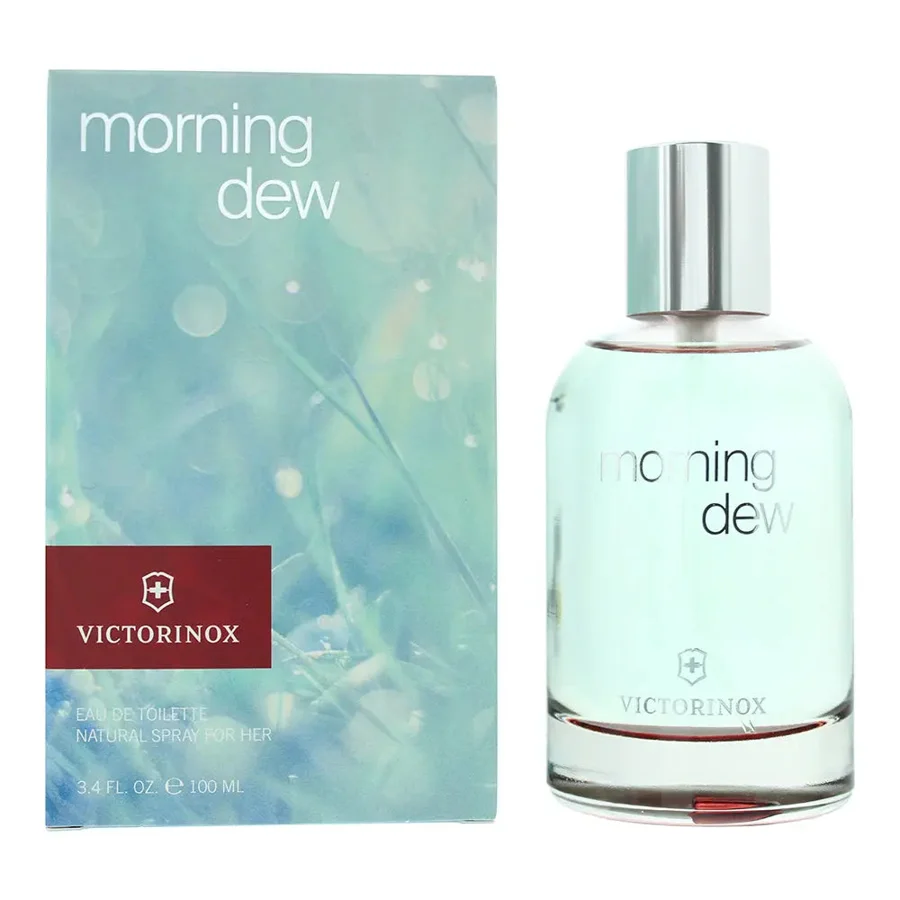 morning
dew
VICTORINOX
EAU DE TOILETTE
NATURAL SPRAY FOR HER
3.4 FL. OZ. ℮ 100 ML
morning
dew
VICTORINOX